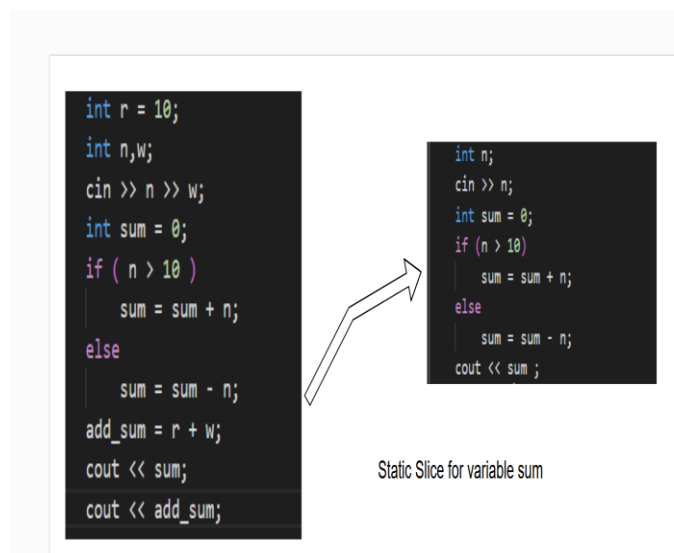 int r = 10;
int n,w;
cin >> n >> w;
int sum = 0;
if ( n > 10 )
sum = sum + n;
else
sum = sum - n;
add_sum = r + w;
cout << sum;
cout << add_sum;
int n;
cin >> n;
int sum = 0;
if (n > 10)
sum = sum + n;
else
sum = sum - n;
cout << sum ;
Static Slice for variable sum